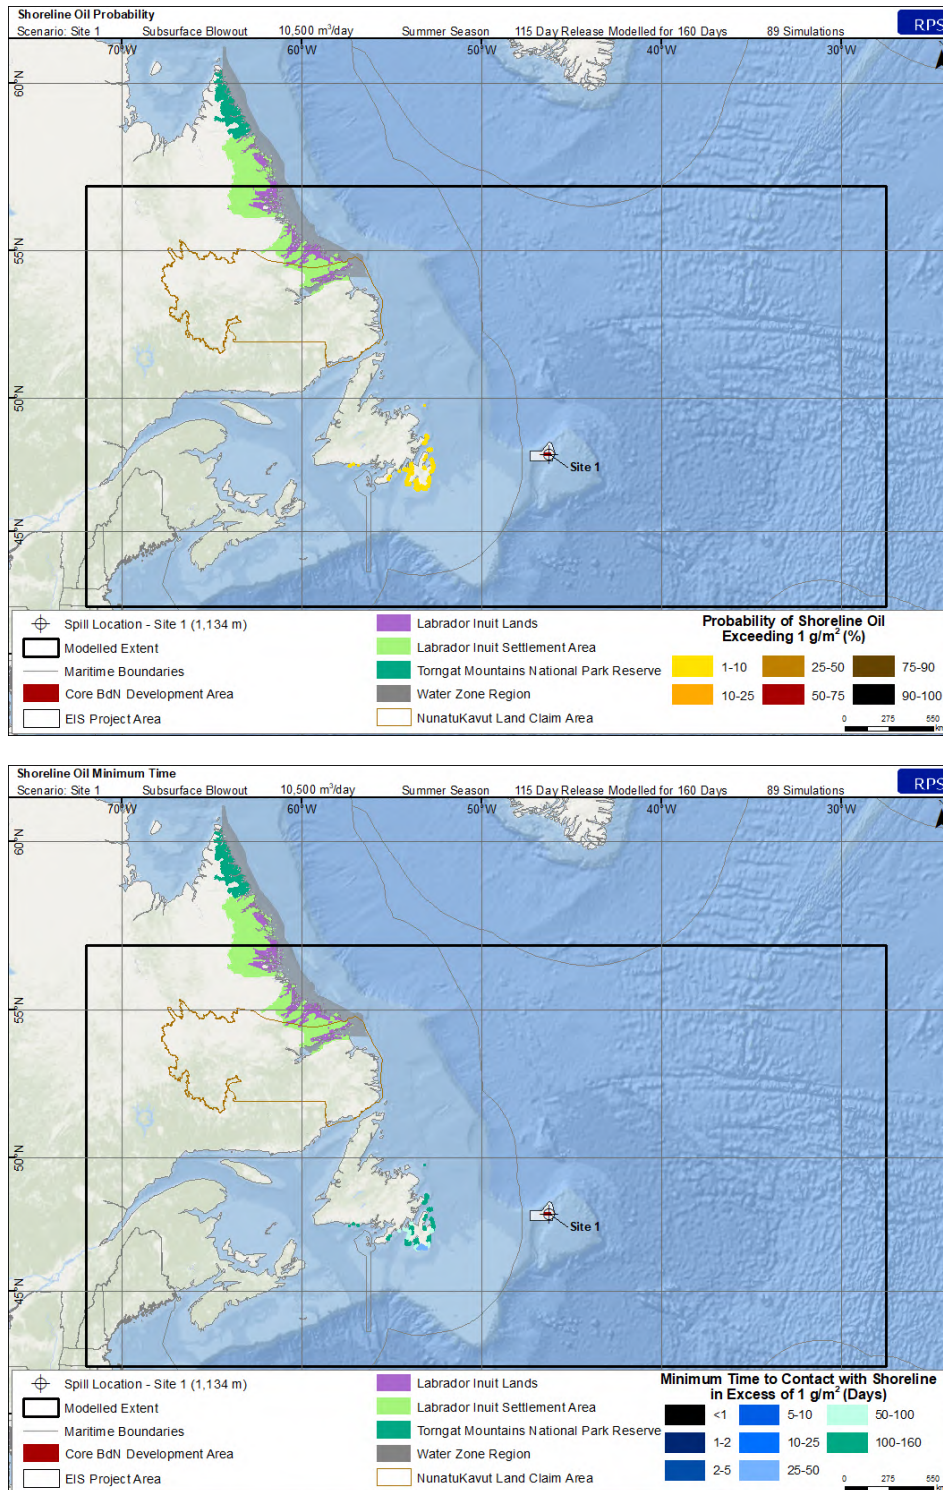 Shoreline Oil Probability
Scenario: Site 1 Subsurface Blowout 10,500 m³/day Summer Season 115 Day Release Modelled for 160 Days 89 Simulations
RPS
70°W 60°W 50°W 40°W 30°W
60°N
55°N
50°N
45°N
Site 1
Spill Location - Site 1 (1,134 m)
Modelled Extent
Maritime Boundaries
Core BdN Development Area
EIS Project Area
Labrador Inuit Lands
Labrador Inuit Settlement Area
Torngat Mountains National Park Reserve
Water Zone Region
NunatuKavut Land Claim Area
Probability of Shoreline Oil
Exceeding 1 g/m² (%)
1-10 25-50 75-90
10-25 50-75 90-100
0 275 550
km
Shoreline Oil Minimum Time
Scenario: Site 1 Subsurface Blowout 10,500 m³/day Summer Season 115 Day Release Modelled for 160 Days 89 Simulations
RPS
70°W 60°W 50°W 40°W 30°W
60°N
55°N
50°N
45°N
Site 1
Spill Location - Site 1 (1,134 m)
Modelled Extent
Maritime Boundaries
Core BdN Development Area
EIS Project Area
Labrador Inuit Lands
Labrador Inuit Settlement Area
Torngat Mountains National Park Reserve
Water Zone Region
NunatuKavut Land Claim Area
Minimum Time to Contact with Shoreline
in Excess of 1 g/m² (Days)
<1 5-10 50-100
1-2 10-25 100-160
2-5 25-50
0 275 550
km